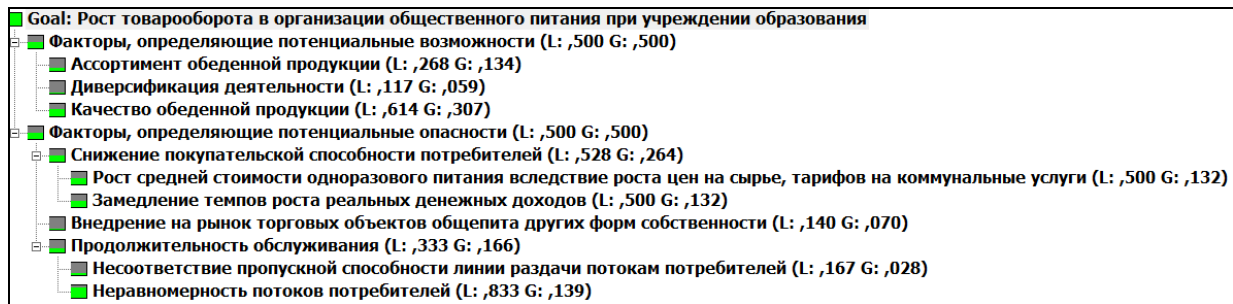 Goal: Рост товарооборота в организации общественного питания при учреждении образования
Факторы, определяющие потенциальные возможности (L: ,500 G: ,500)
Ассортимент обеденной продукции (L: ,268 G: ,134)
Диверсификация деятельности (L: ,117 G: ,059)
Качество обеденной продукции (L: ,614 G: ,307)
Факторы, определяющие потенциальные опасности (L: ,500 G: ,500)
Снижение покупательской способности потребителей (L: ,528 G: ,264)
Рост средней стоимости одноразового питания вследствие роста цен на сырье, тарифов на коммунальные услуги (L: ,500 G: ,132)
Замедление темпов роста реальных денежных доходов (L: ,500 G: ,132)
Внедрение на рынок торговых объектов общепита других форм собственности (L: ,140 G: ,070)
Продолжительность обслуживания (L: ,333 G: ,166)
Несоответствие пропускной способности линии раздачи потокам потребителей (L: ,167 G: ,028)
Неравномерность потоков потребителей (L: ,833 G: ,139)